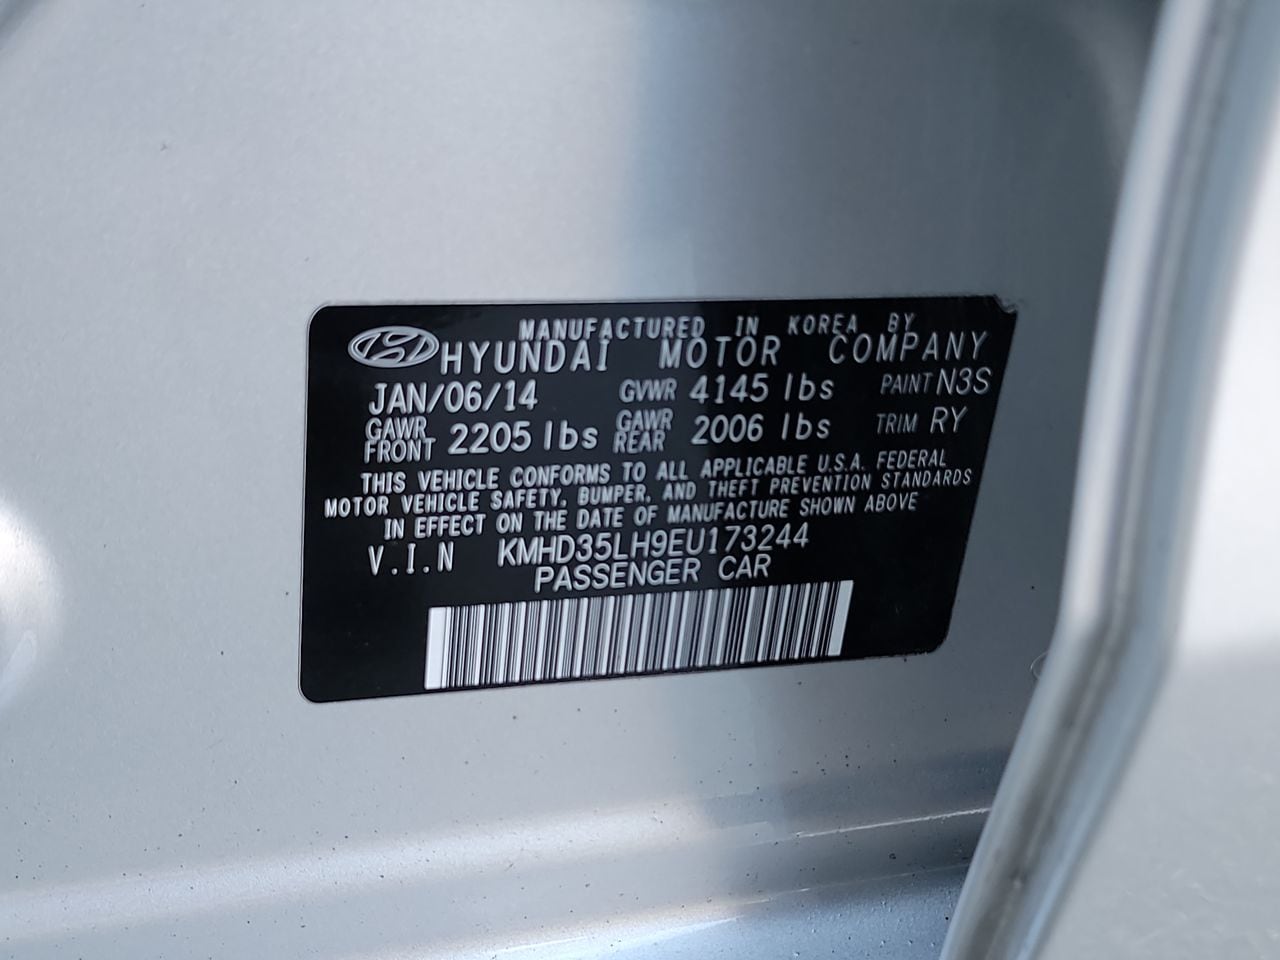 MANUFACTURED IN KOREA BY
HYUNDAI MOTOR COMPANY
JAN/06/14 GVWR 4145 lbs PAINT N3S
GAWR FRONT 2205 lbs GAWR REAR 2006 lbs TRIM RY
THIS VEHICLE CONFORMS TO ALL APPLICABLE U.S.A. FEDERAL
MOTOR VEHICLE SAFETY, BUMPER, AND THEFT PREVENTION STANDARDS
IN EFFECT ON THE DATE OF MANUFACTURE SHOWN ABOVE
V.I.N KMHD35LH9EU173244
PASSENGER CAR